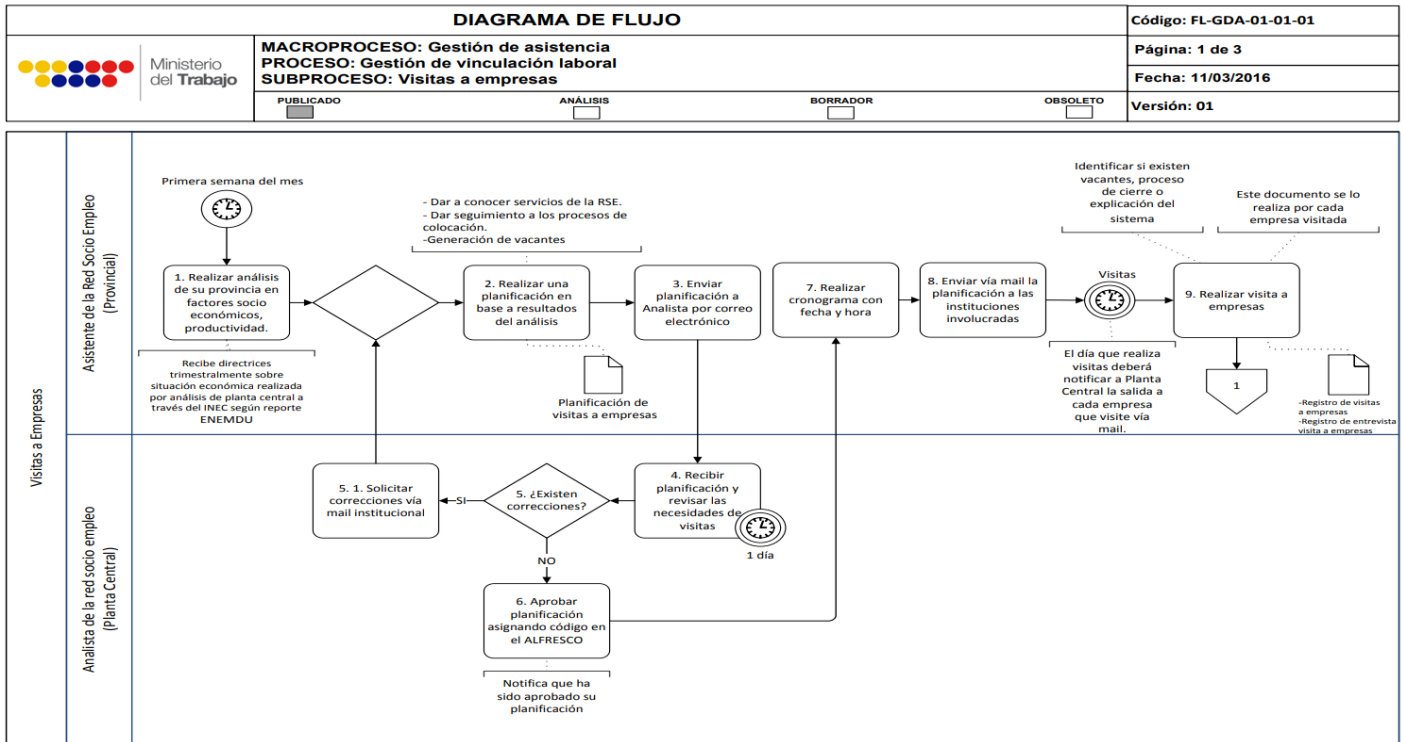 DIAGRAMA DE FLUJO
Código: FL-GDA-01-01-01
Ministerio
del Trabajo
MACROPROCESO: Gestión de asistencia
PROCESO: Gestión de vinculación laboral
SUBPROCESO: Visitas a empresas
Página: 1 de 3
Fecha: 11/03/2016
PUBLICADO
ANÁLISIS
BORRADOR
OBSOLETO
Versión: 01
Visitas a Empresas
Asistente de la Red Socio Empleo
(Provincial)
Primera semana del mes
1. Realizar análisis
de su provincia en
factores socio
económicos,
productividad.
Recibe directrices
trimestralmente sobre
situación económica realizada
por análisis de planta central a
través del INEC según reporte
ENEMDU
- Dar a conocer servicios de la RSE.
- Dar seguimiento a los procesos de
colocación.
-Generación de vacantes
2. Realizar una
planificación en
base a resultados
del análisis
Planificación de
visitas a empresas
3. Enviar
planificación a
Analista por correo
electrónico
7. Realizar
cronograma con
fecha y hora
8. Enviar vía mail la
planificación a las
instituciones
involucradas
Visitas
El día que realiza
visitas deberá
notificar a Planta
Central la salida a
cada empresa
que visite vía
mail.
Identificar si existen
vacantes, proceso
de cierre o
explicación del
sistema
Este documento se lo
realiza por cada
empresa visitada
9. Realizar visita a
empresas
1
-Registro de visitas
a empresas
-Registro de entrevista
visita a empresas
Analista de la red socio empleo
(Planta Central)
5. 1. Solicitar
correcciones vía
mail institucional
SI
5. ¿Existen
correcciones?
NO
4. Recibir
planificación y
revisar las
necesidades de
visitas
1 día
6. Aprobar
planificación
asignando código en
el ALFRESCO
Notifica que ha
sido aprobado su
planificación